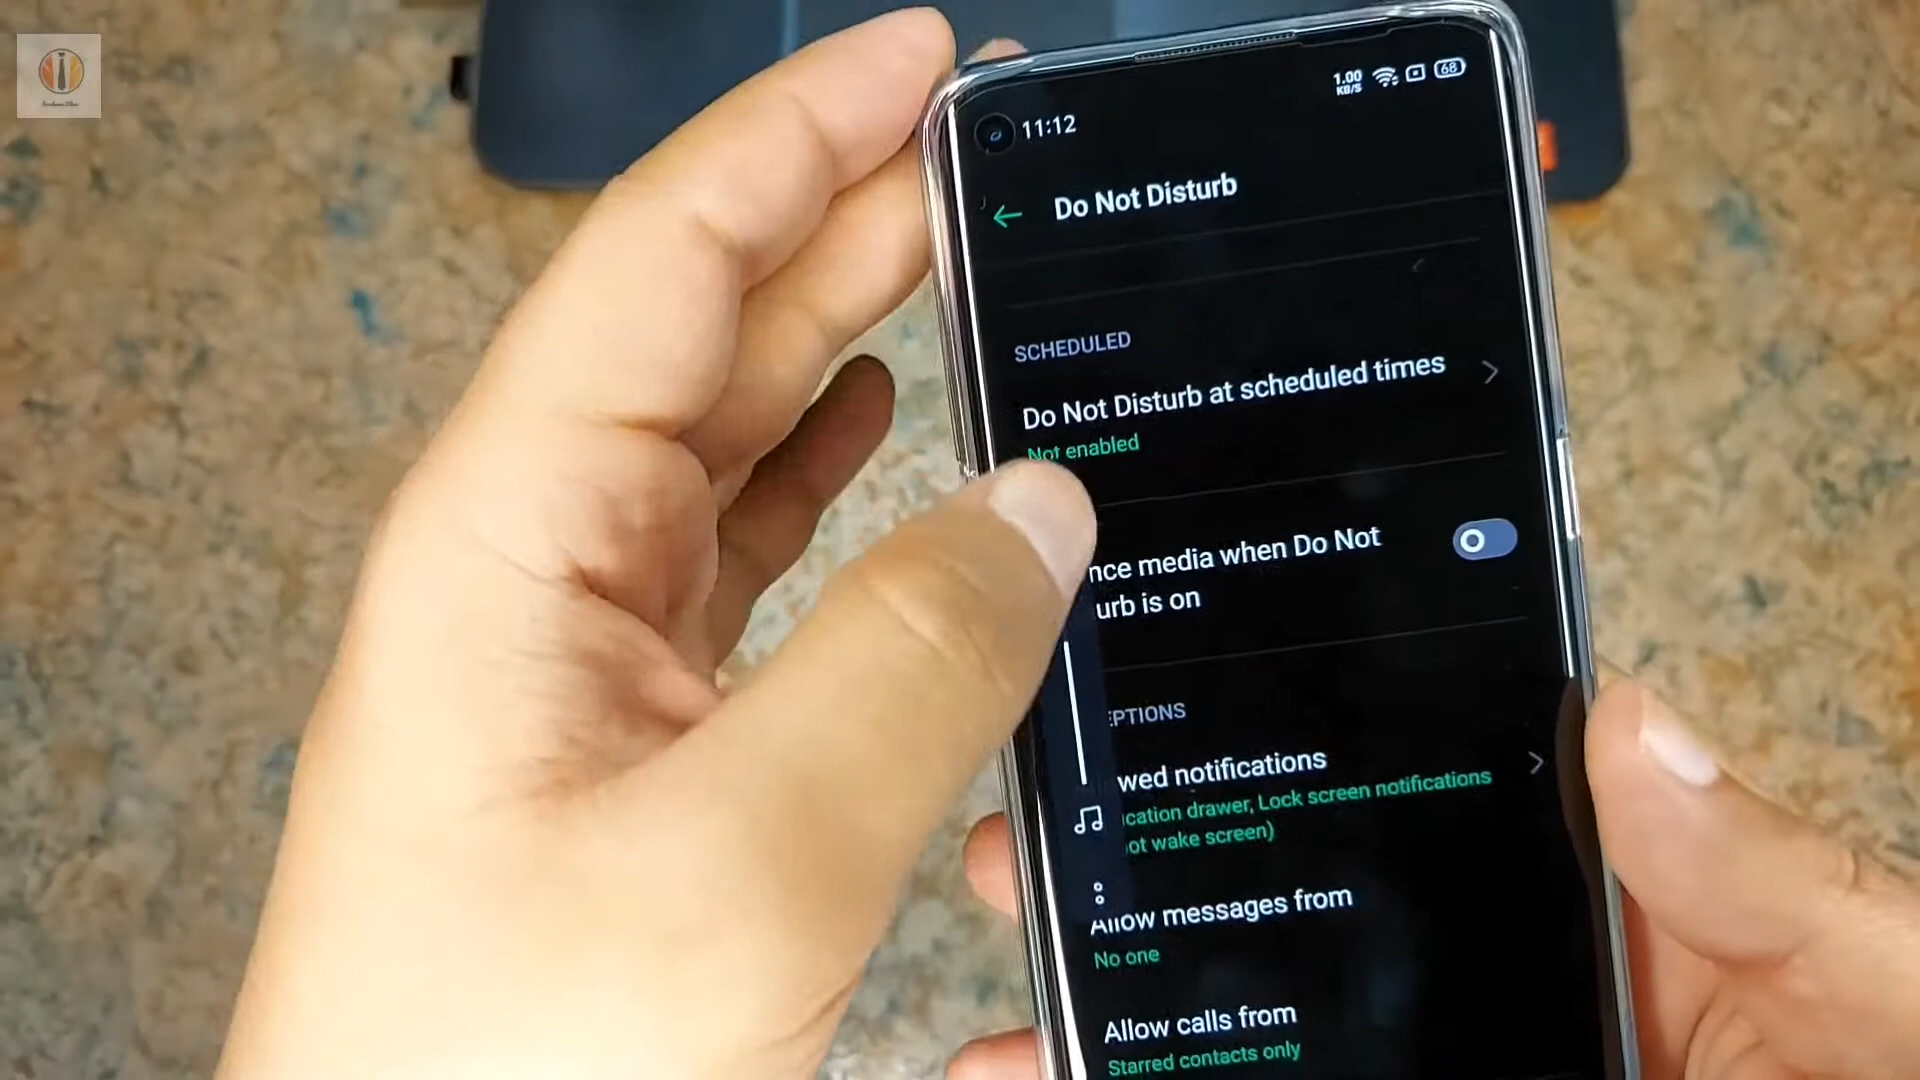 1.00
KB/S
68
11:12
Do Not Disturb
SCHEDULED
Do Not Disturb at scheduled times
Not enabled
nce media when Do Not
urb is on
EPTIONS
wed notifications
ication drawer, Lock screen notifications
ot wake screen)
Allow messages from
No one
Allow calls from
Starred contacts only